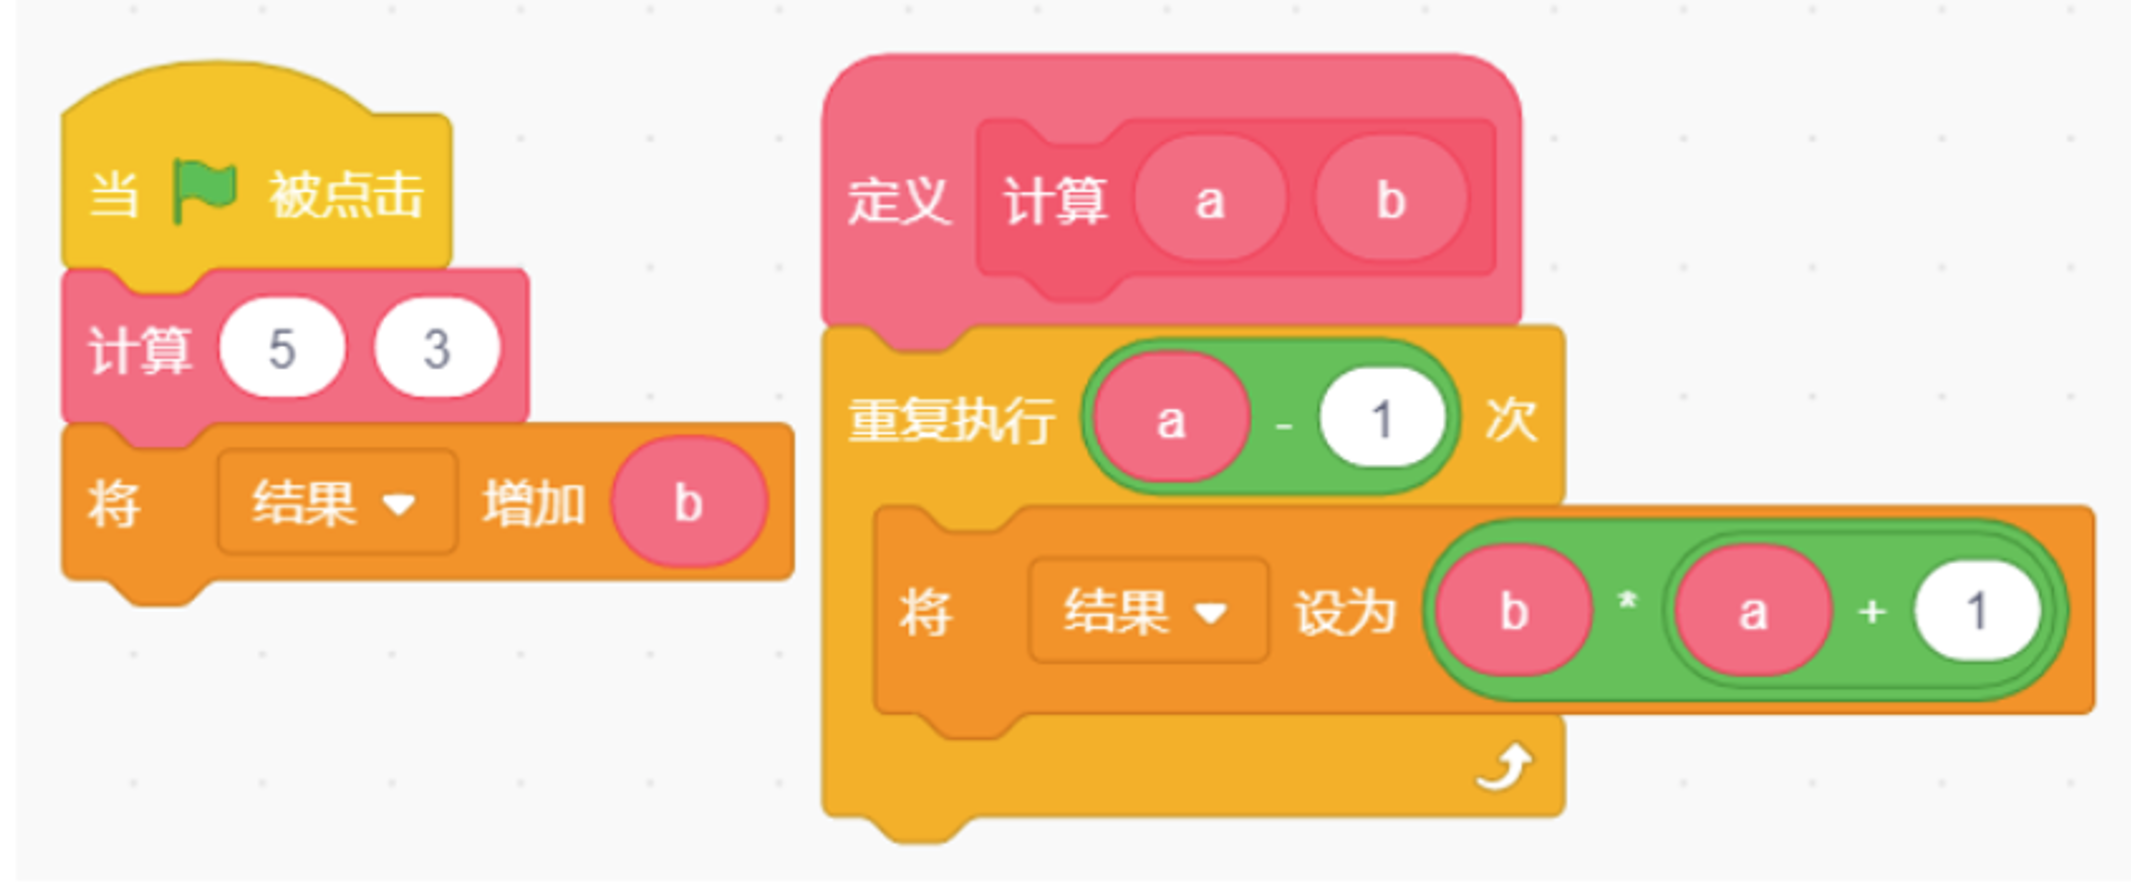 当 被点击
计算 5 3
将 结果 增加 b
定义 计算 a b
重复执行 a - 1 次
将 结果 设为 b * a + 1